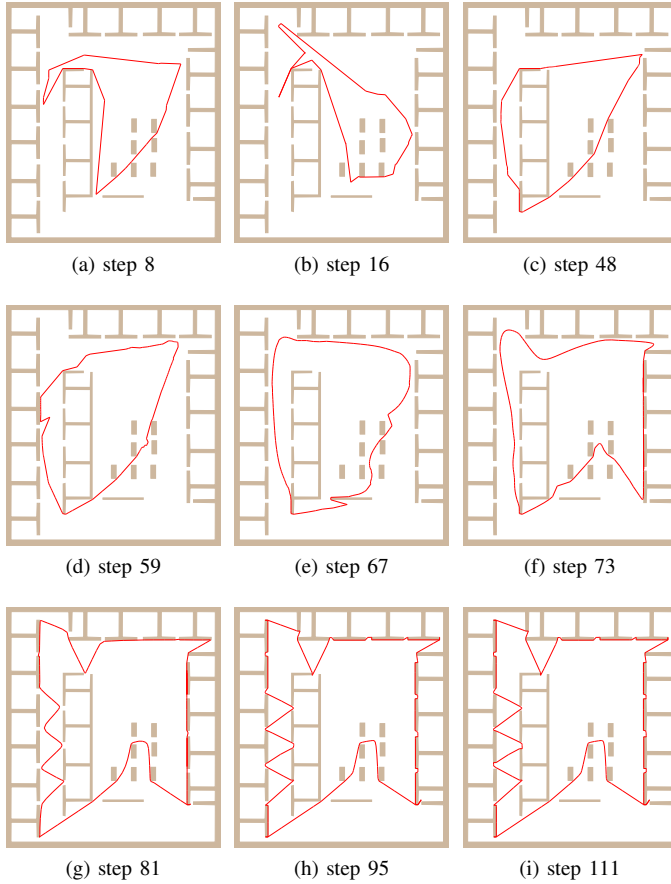 (a) step 8
(b) step 16
(c) step 48
(d) step 59
(e) step 67
(f) step 73
(g) step 81
(h) step 95
(i) step 111